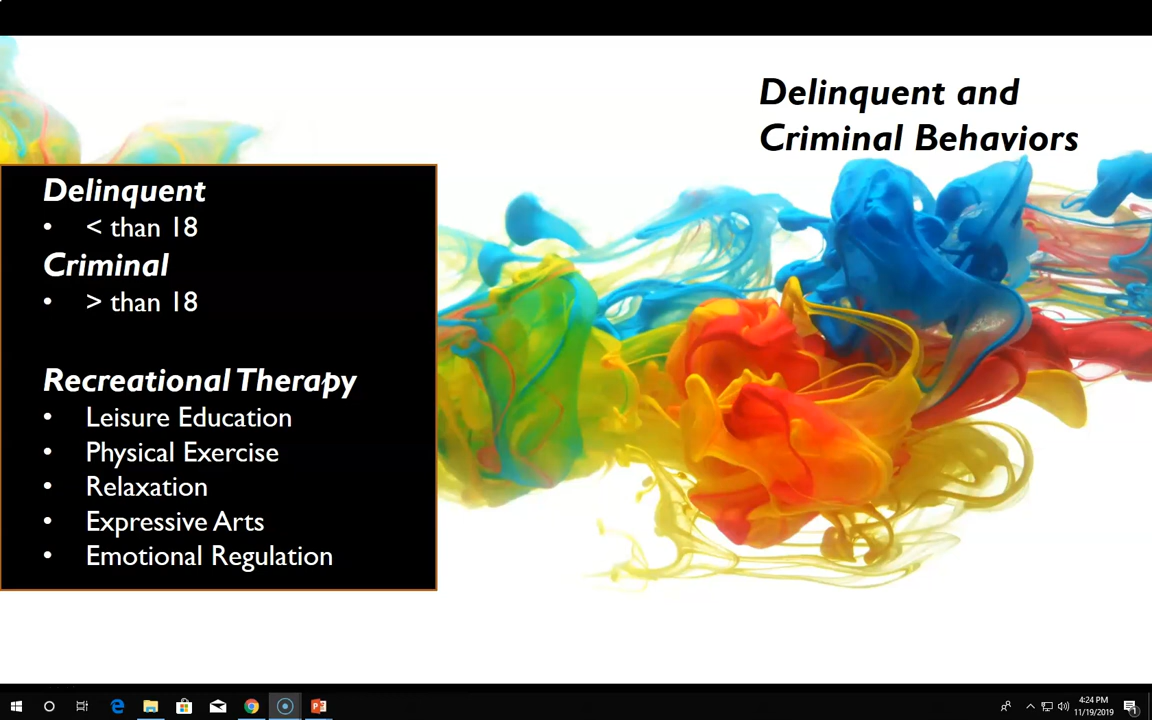 Delinquent and
Criminal Behaviors
Delinquent
• < than 18
Criminal
• > than 18
Recreational Therapy
• Leisure Education
• Physical Exercise
• Relaxation
• Expressive Arts
• Emotional Regulation
4:24 PM
11/19/2019
1